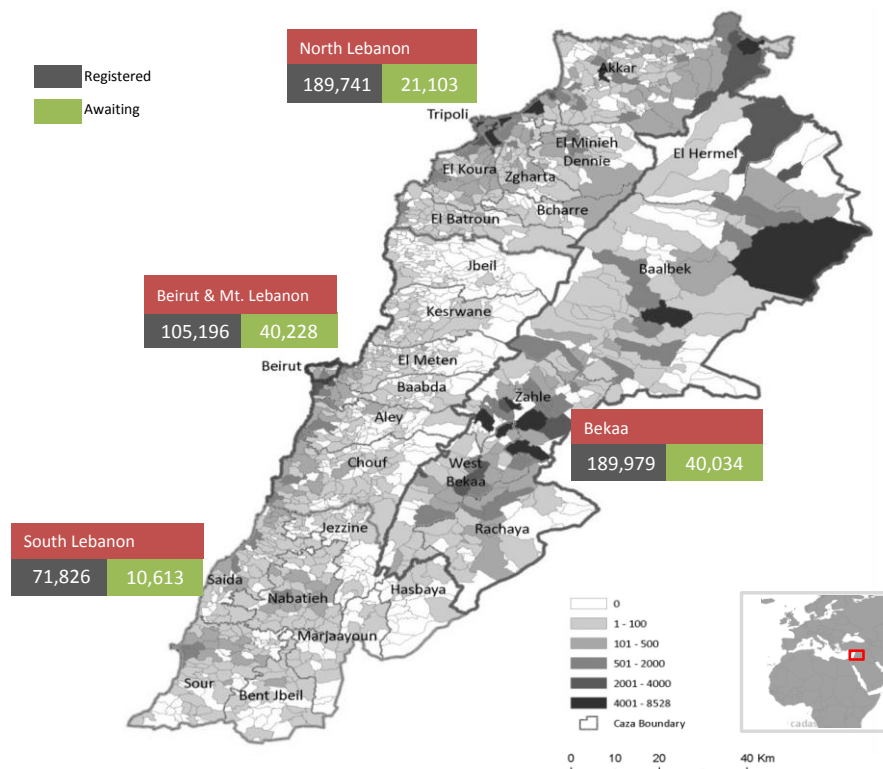 North Lebanon
189,741 21,103
Registered
Awaiting
Akkar
Tripoli
El Minieh
Dennie
El Hermel
El Koura
Zgharta
Bcharre
El Batroun
Jbeil
Baalbek
Beirut & Mt. Lebanon
105,196 40,228
Kesrwane
Beirut
El Meten
Baabda
Zahle
Aley
Bekaa
189,979 40,034
Chouf
West
Bekaa
Jezzine
Rachaya
South Lebanon
71,826 10,613
Saida
Hasbaya
Nabatieh
Marjaayoun
Sour
Bent Jbeil
0
1 - 100
101 - 500
501 - 2000
2001 - 4000
4001 - 8528
Caza Boundary
cadas
0 10 20 40 Km